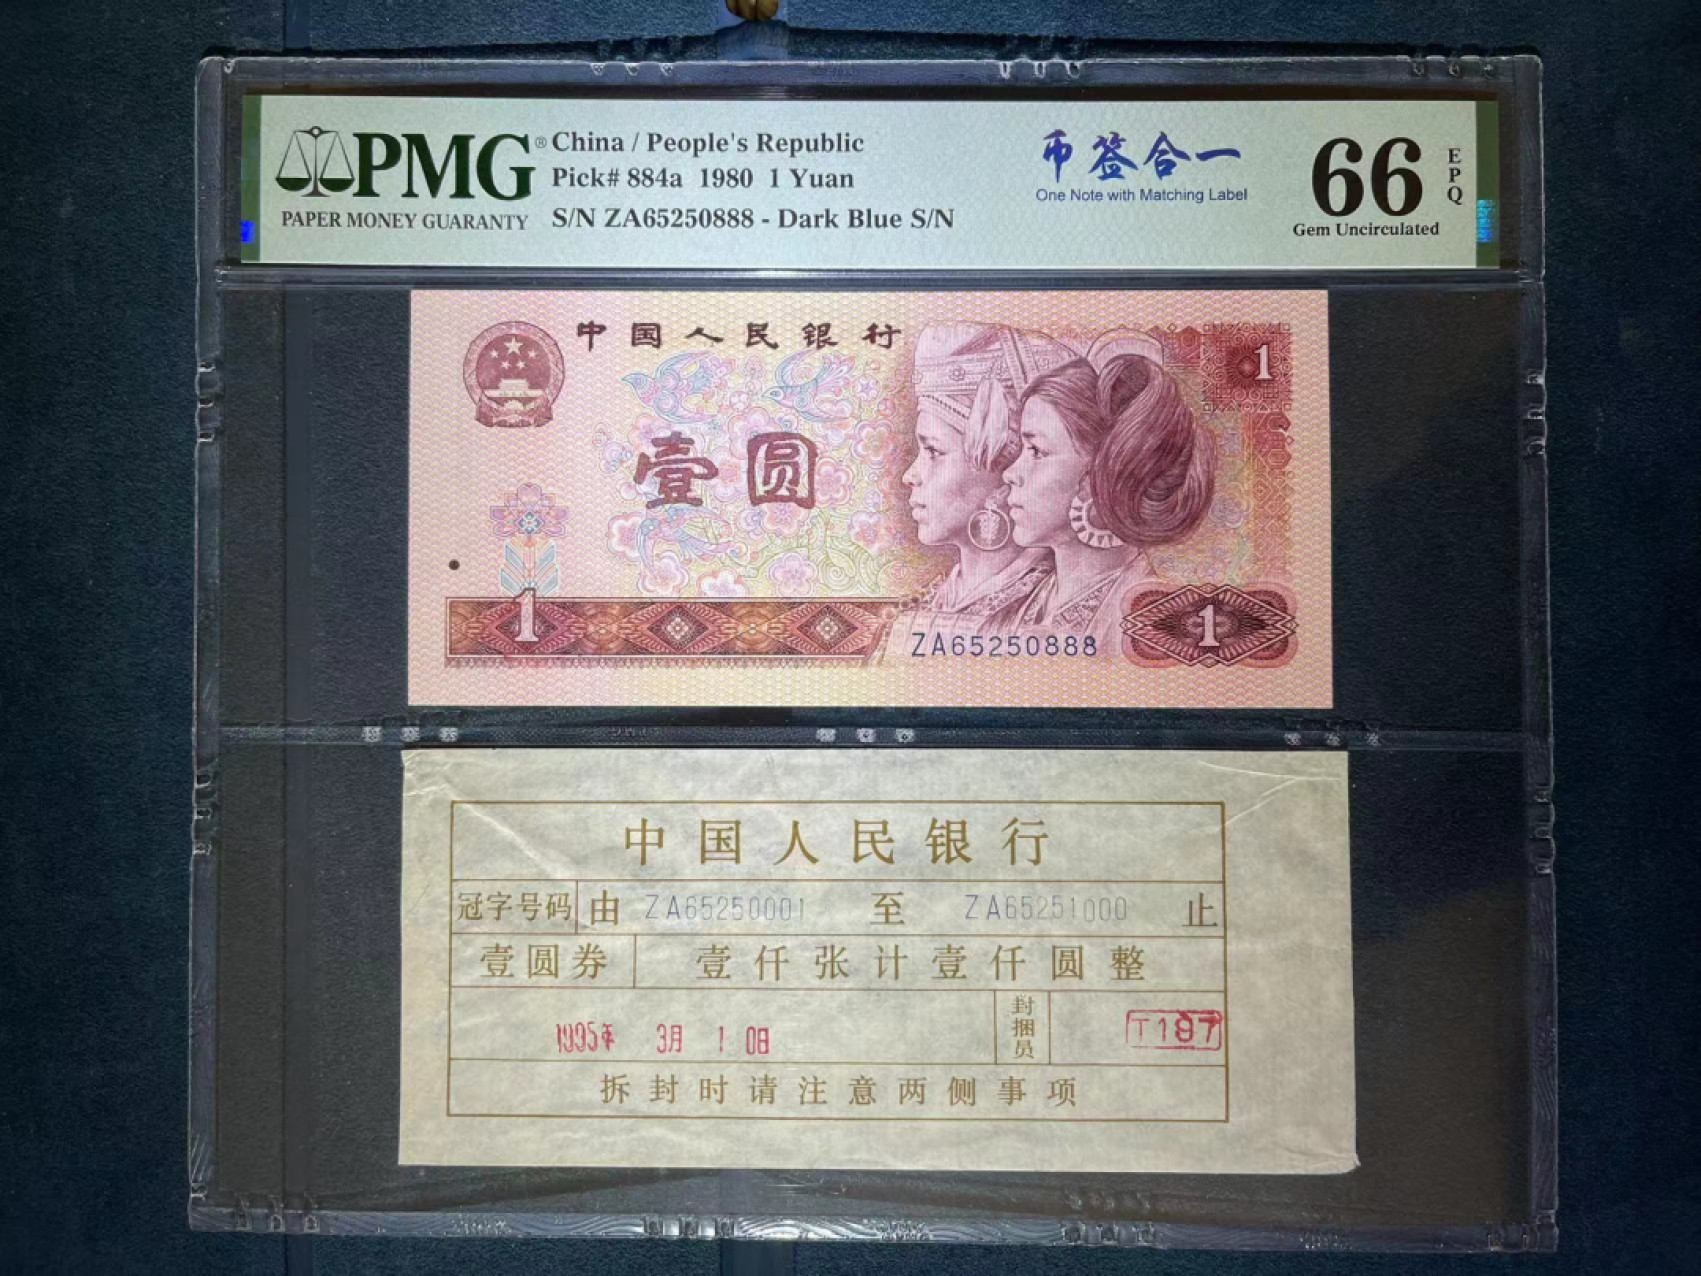 PMG®
PAPER MONEY GUARANTY
China / People's Republic
Pick# 884a 1980 1 Yuan
S/N ZA65250888 - Dark Blue S/N
币签合一
One Note with Matching Label
66
EPQ
Gem Uncirculated
中国人民银行
1
壹圆
1
ZA65250888
1
中国人民银行
冠字号码 由 ZA65250001 至 ZA65251000 止
壹圆券 壹仟张计壹仟圆整
1995年 3月 10日 封捆员 T187
拆封时请注意两侧事项